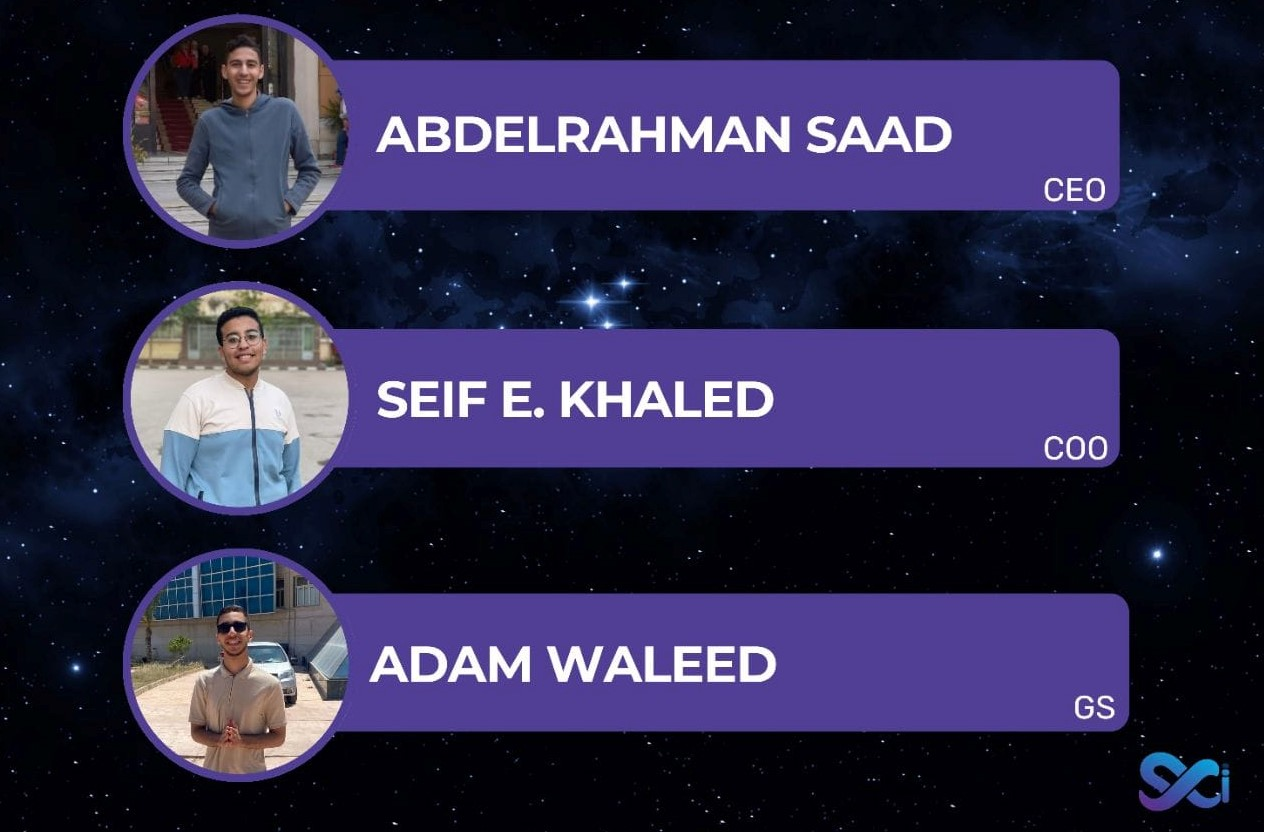 ABDELRAHMAN SAAD
CEO
SEIF E. KHALED
COO
ADAM WALEED
GS